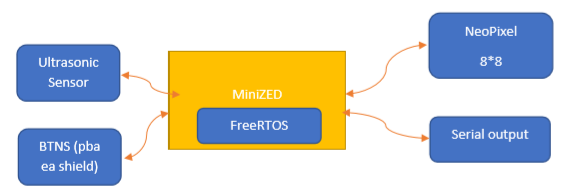 Ultrasonic
Sensor
BTNS (pba
ea shield)
MiniZED
FreeRTOS
NeoPixel
8*8
Serial output